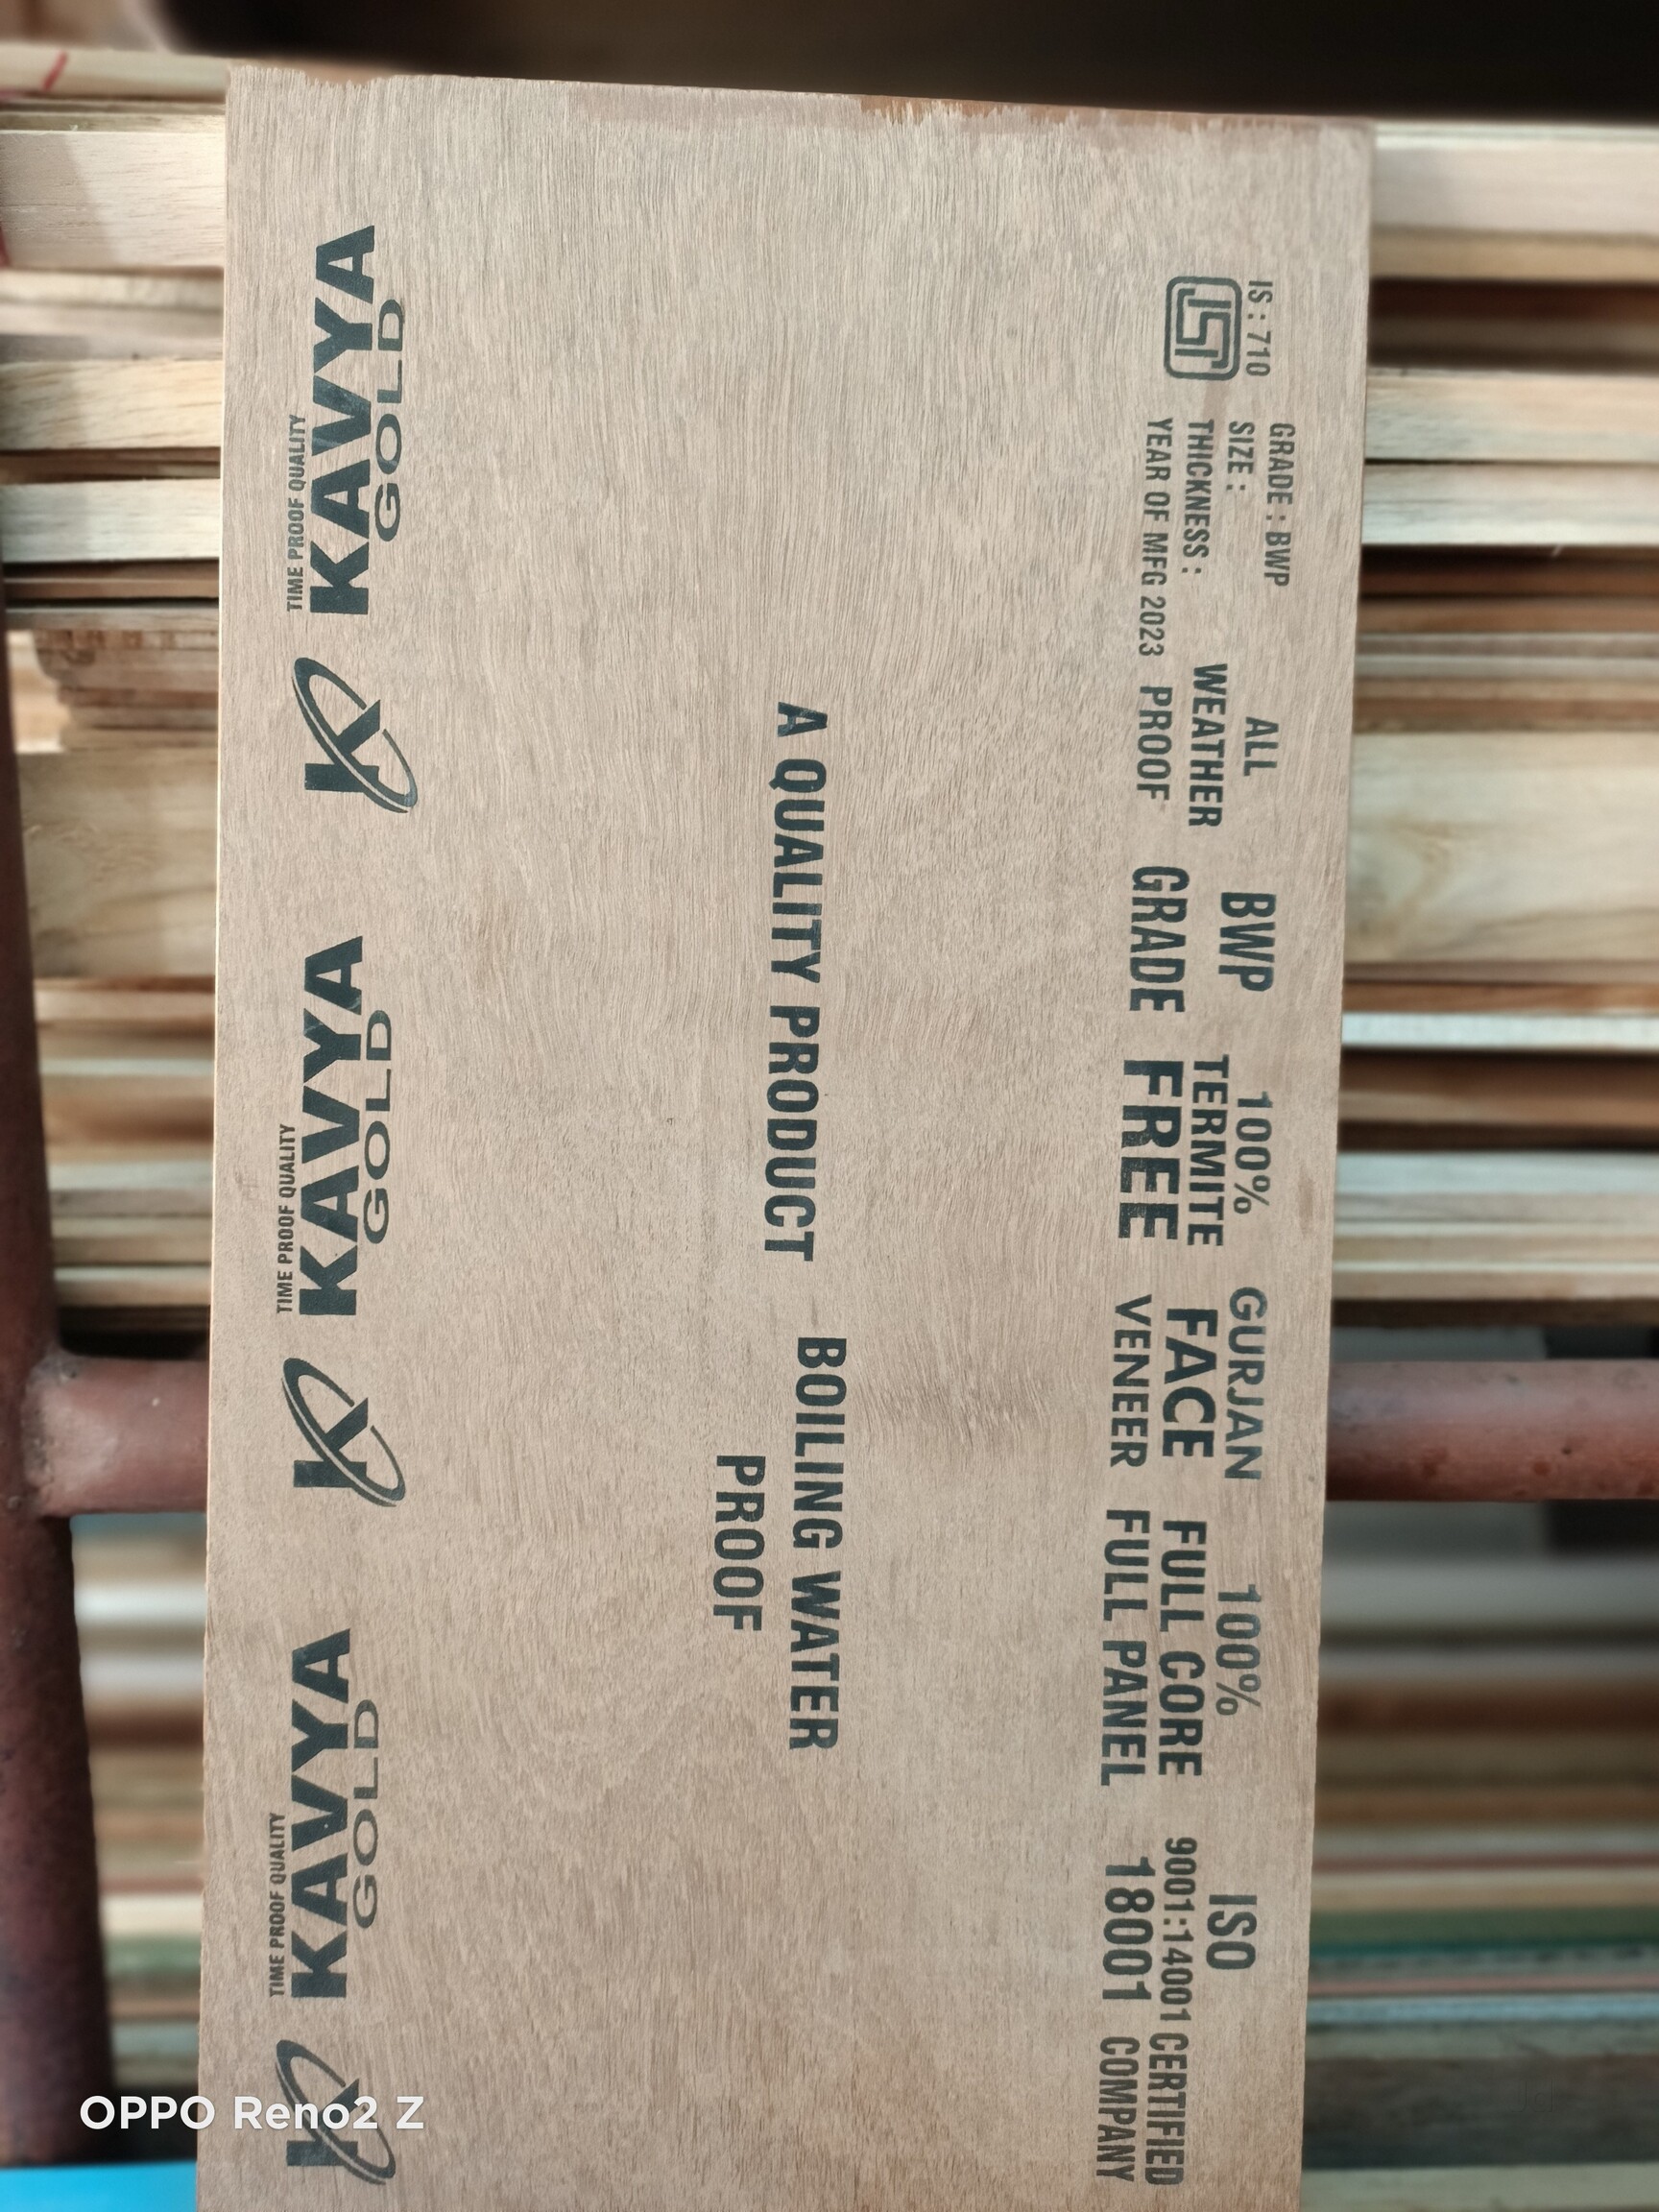 IS : 710
ISI
GRADE : BWP
SIZE :
THICKNESS :
YEAR OF MFG 2023
ALL
WEATHER
PROOF
BWP
GRADE
100%
TERMITE
FREE
GURJAN
FACE
VENEER
100%
FULL CORE
FULL PANEL
ISO
9001:14001
18001
CERTIFIED
COMPANY
A QUALITY PRODUCT
BOILING WATER
PROOF
TIME PROOF QUALITY
KAVYA
GOLD
K
TIME PROOF QUALITY
KAVYA
GOLD
K
TIME PROOF QUALITY
KAVYA
GOLD
K
OPPO Reno2 Z